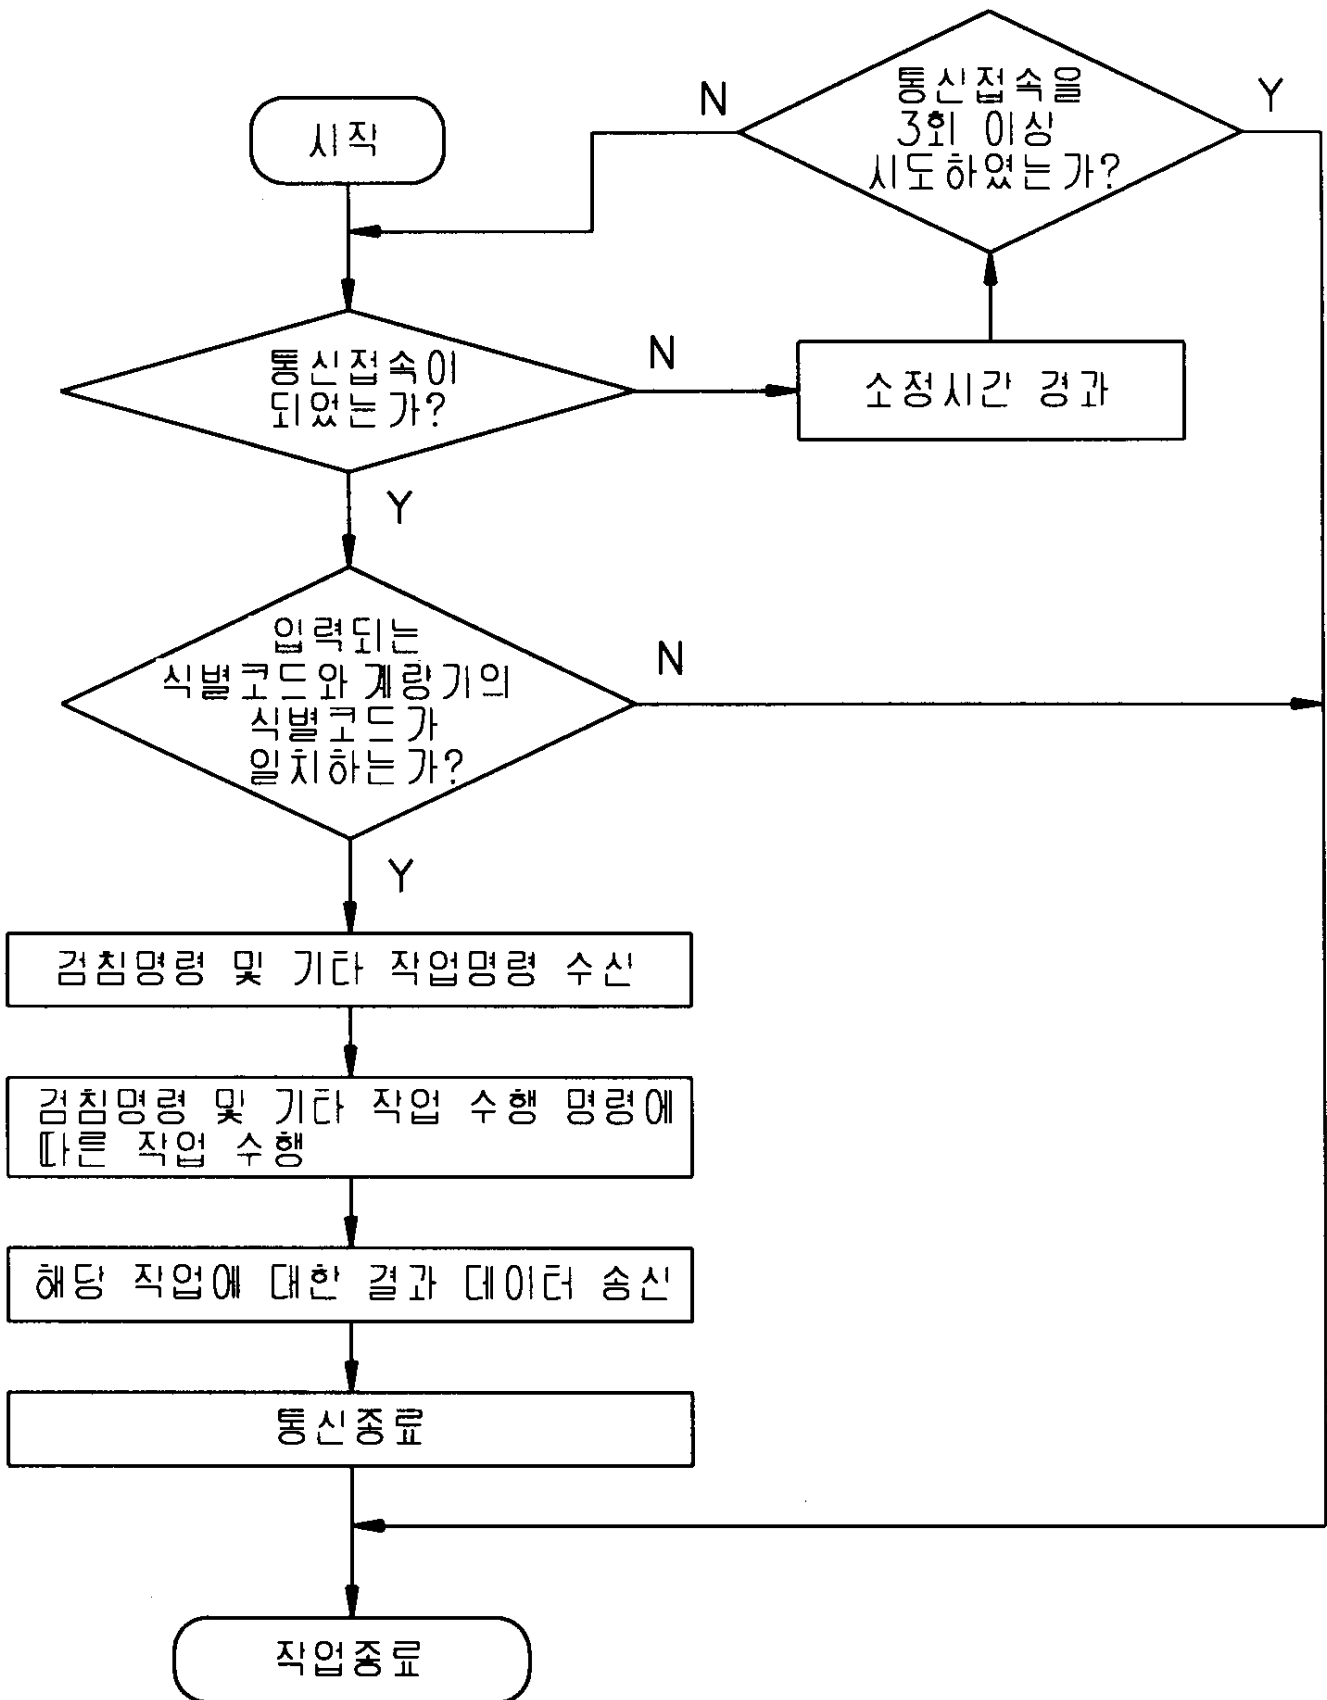 시작
통신접속을
3회 이상
시도하였는가?
N
Y
통신접속이
되었는가?
N
소정시간 경과
Y
입력되는
식별코드와 계량기의
식별코드가
일치하는가?
N
Y
검침명령 및 기타 작업명령 수신
검침명령 및 기타 작업 수행 명령에
따른 작업 수행
해당 작업에 대한 결과 데이터 송신
통신종료
작업종료